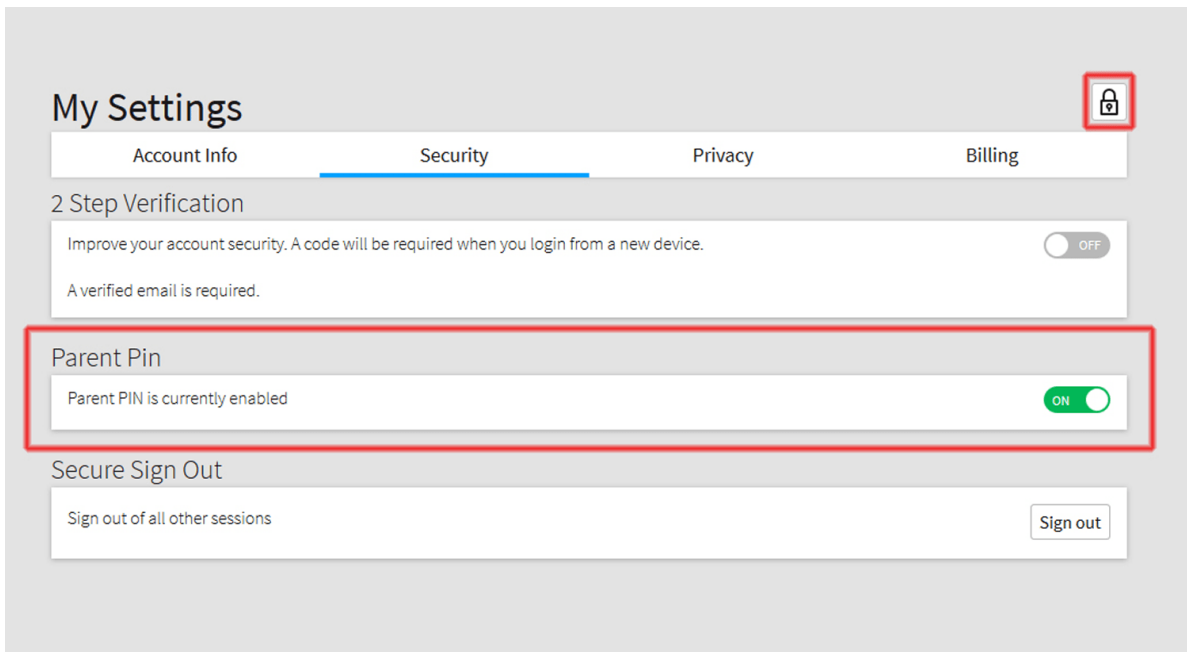 My Settings
Account Info Security Privacy Billing
2 Step Verification
Improve your account security. A code will be required when you login from a new device.
OFF
A verified email is required.
Parent Pin
Parent PIN is currently enabled
ON
Secure Sign Out
Sign out of all other sessions
Sign out